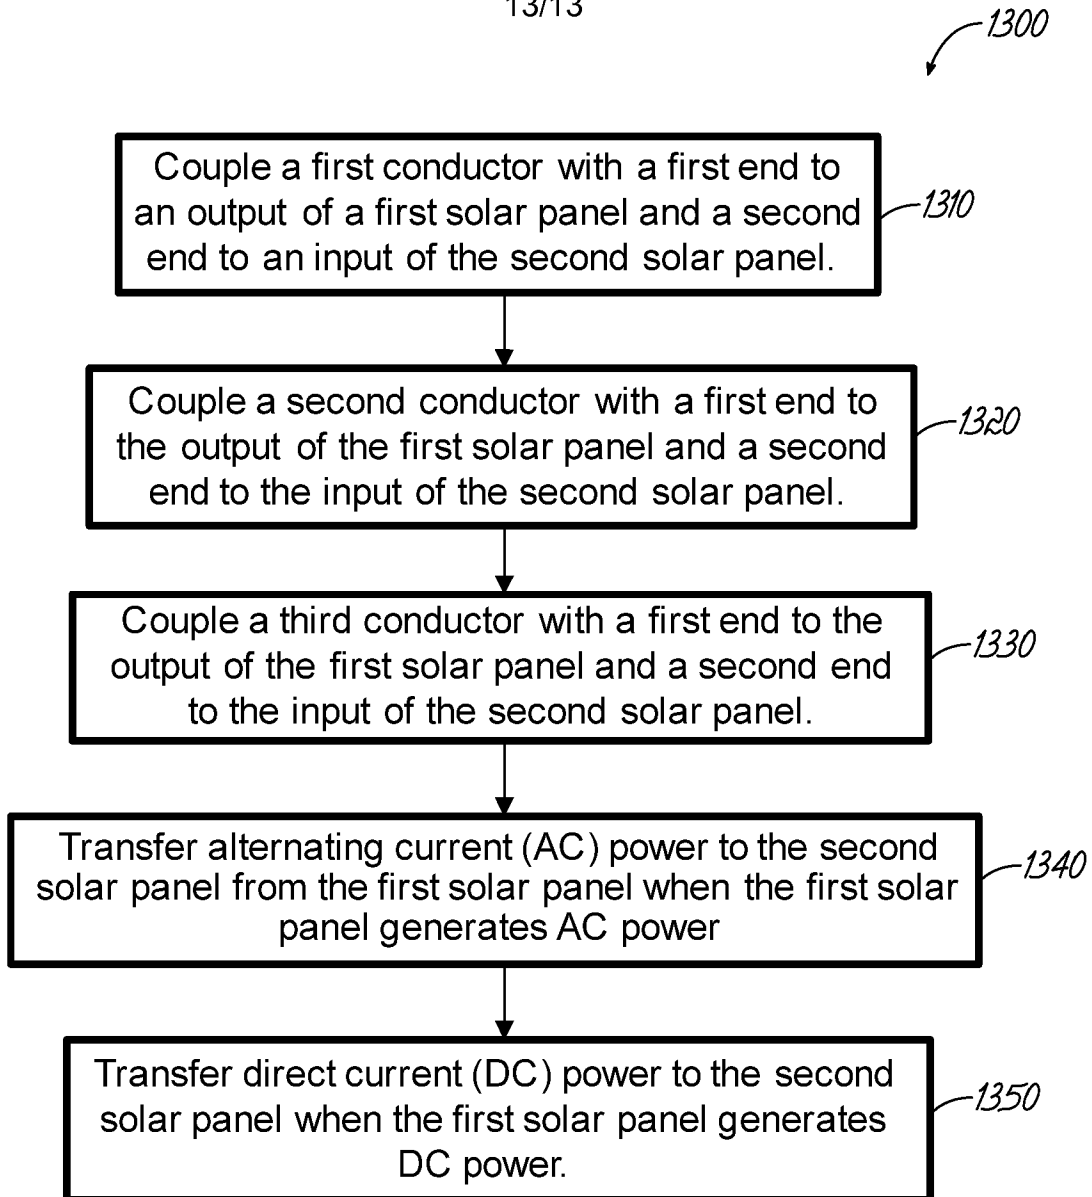 13/13
1300
Couple a first conductor with a first end to
an output of a first solar panel and a second
end to an input of the second solar panel.
1310
Couple a second conductor with a first end to
the output of the first solar panel and a second
end to the input of the second solar panel.
1320
Couple a third conductor with a first end to the
output of the first solar panel and a second end
to the input of the second solar panel.
1330
Transfer alternating current (AC) power to the second
solar panel from the first solar panel when the first solar
panel generates AC power
1340
Transfer direct current (DC) power to the second
solar panel when the first solar panel generates
DC power.
1350